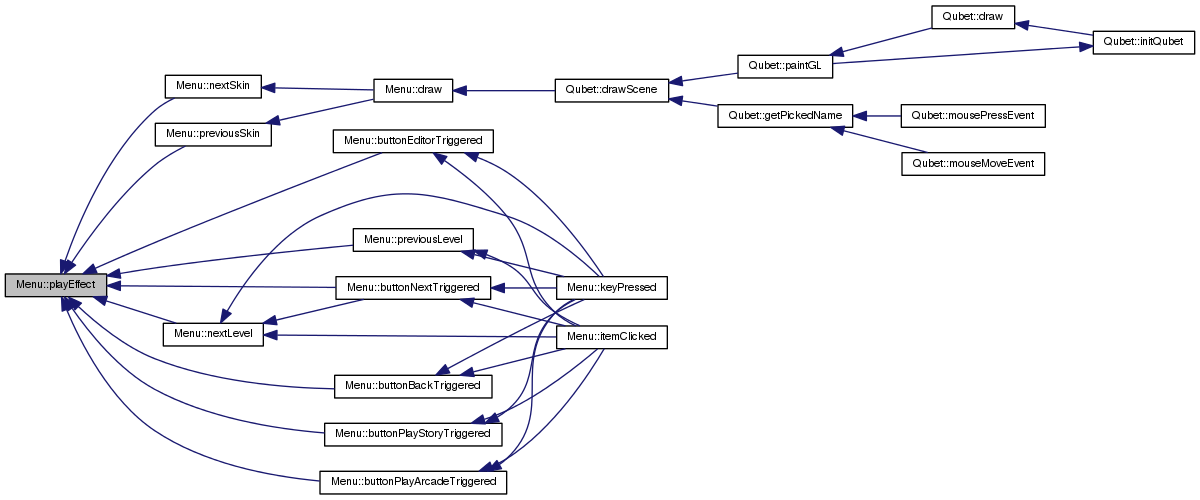 Qubet::draw
Qubet::initQubet
Qubet::paintGL
Menu::nextSkin
Menu::draw
Qubet::drawScene
Qubet::getPickedName
Qubet::mousePressEvent
Menu::previousSkin
Menu::buttonEditorTriggered
Qubet::mouseMoveEvent
Menu::previousLevel
Menu::playEffect
Menu::buttonNextTriggered
Menu::keyPressed
Menu::nextLevel
Menu::itemClicked
Menu::buttonBackTriggered
Menu::buttonPlayStoryTriggered
Menu::buttonPlayArcadeTriggered